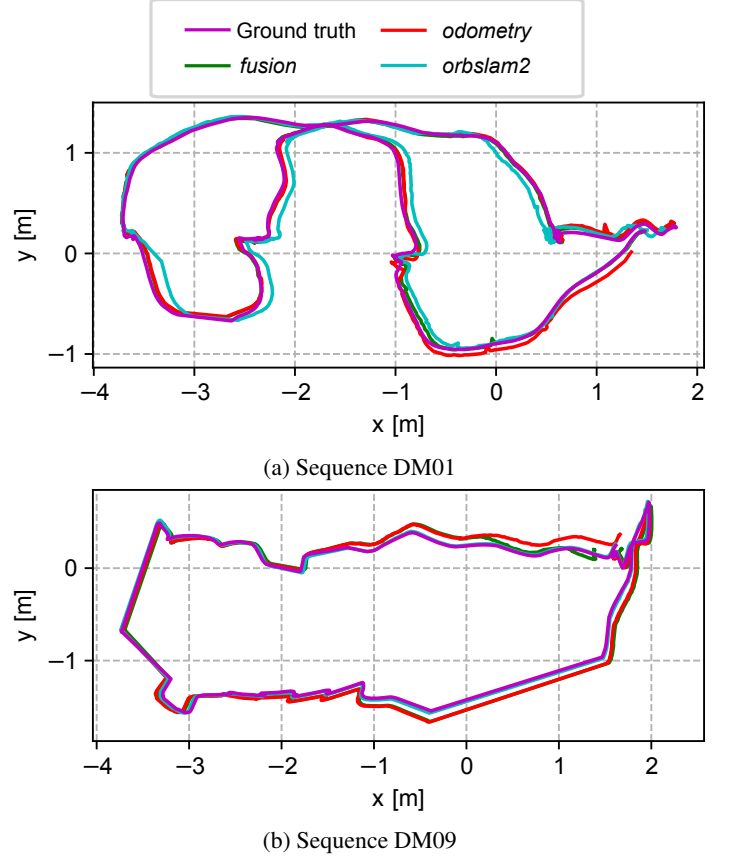 Ground truth odometry
fusion orbslam2
1
0
−1
y [m]
−4 −3 −2 −1 0 1 2
x [m]
(a) Sequence DM01
0
−1
y [m]
−4 −3 −2 −1 0 1 2
x [m]
(b) Sequence DM09